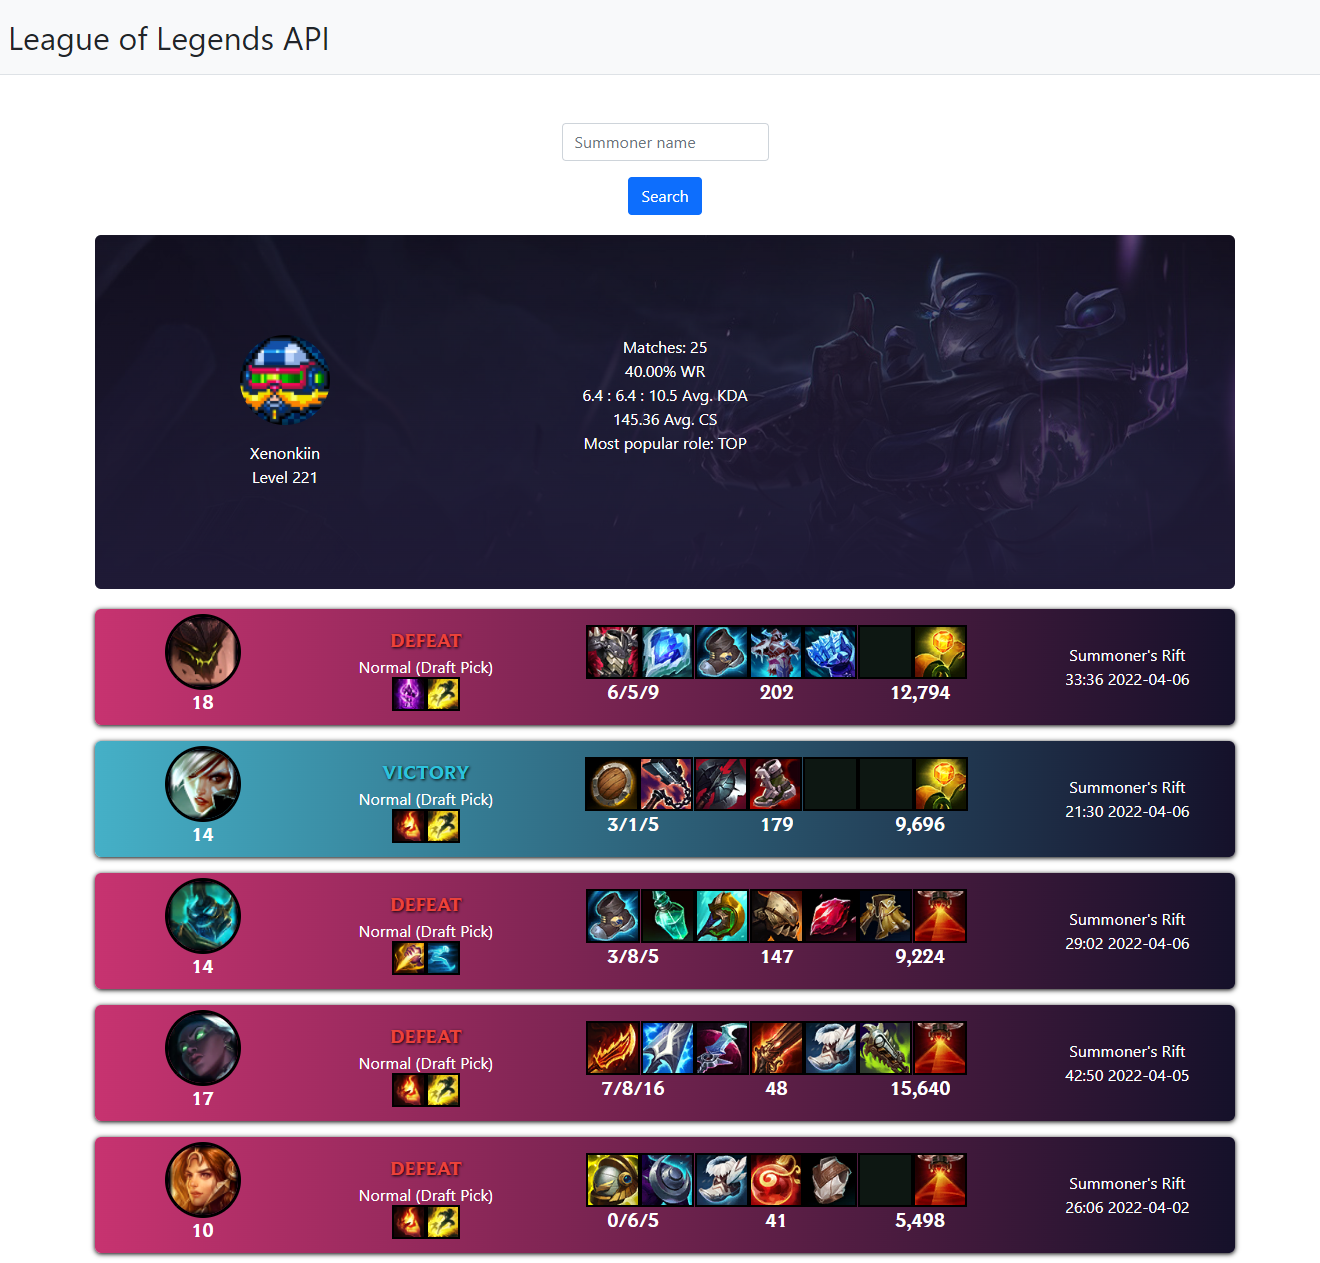 League of Legends API
Summoner name
Search
Matches: 25
40.00% WR
6.4 : 6.4 : 10.5 Avg. KDA
145.36 Avg. CS
Most popular role: TOP
Xenonkiin
Level 221
18
DEFEAT
Normal (Draft Pick)
6/5/9 202 12,794
Summoner's Rift
33:36 2022-04-06
14
VICTORY
Normal (Draft Pick)
3/1/5 179 9,696
Summoner's Rift
21:30 2022-04-06
14
DEFEAT
Normal (Draft Pick)
3/8/5 147 9,224
Summoner's Rift
29:02 2022-04-06
17
DEFEAT
Normal (Draft Pick)
7/8/16 48 15,640
Summoner's Rift
42:50 2022-04-05
10
DEFEAT
Normal (Draft Pick)
0/6/5 41 5,498
Summoner's Rift
26:06 2022-04-02